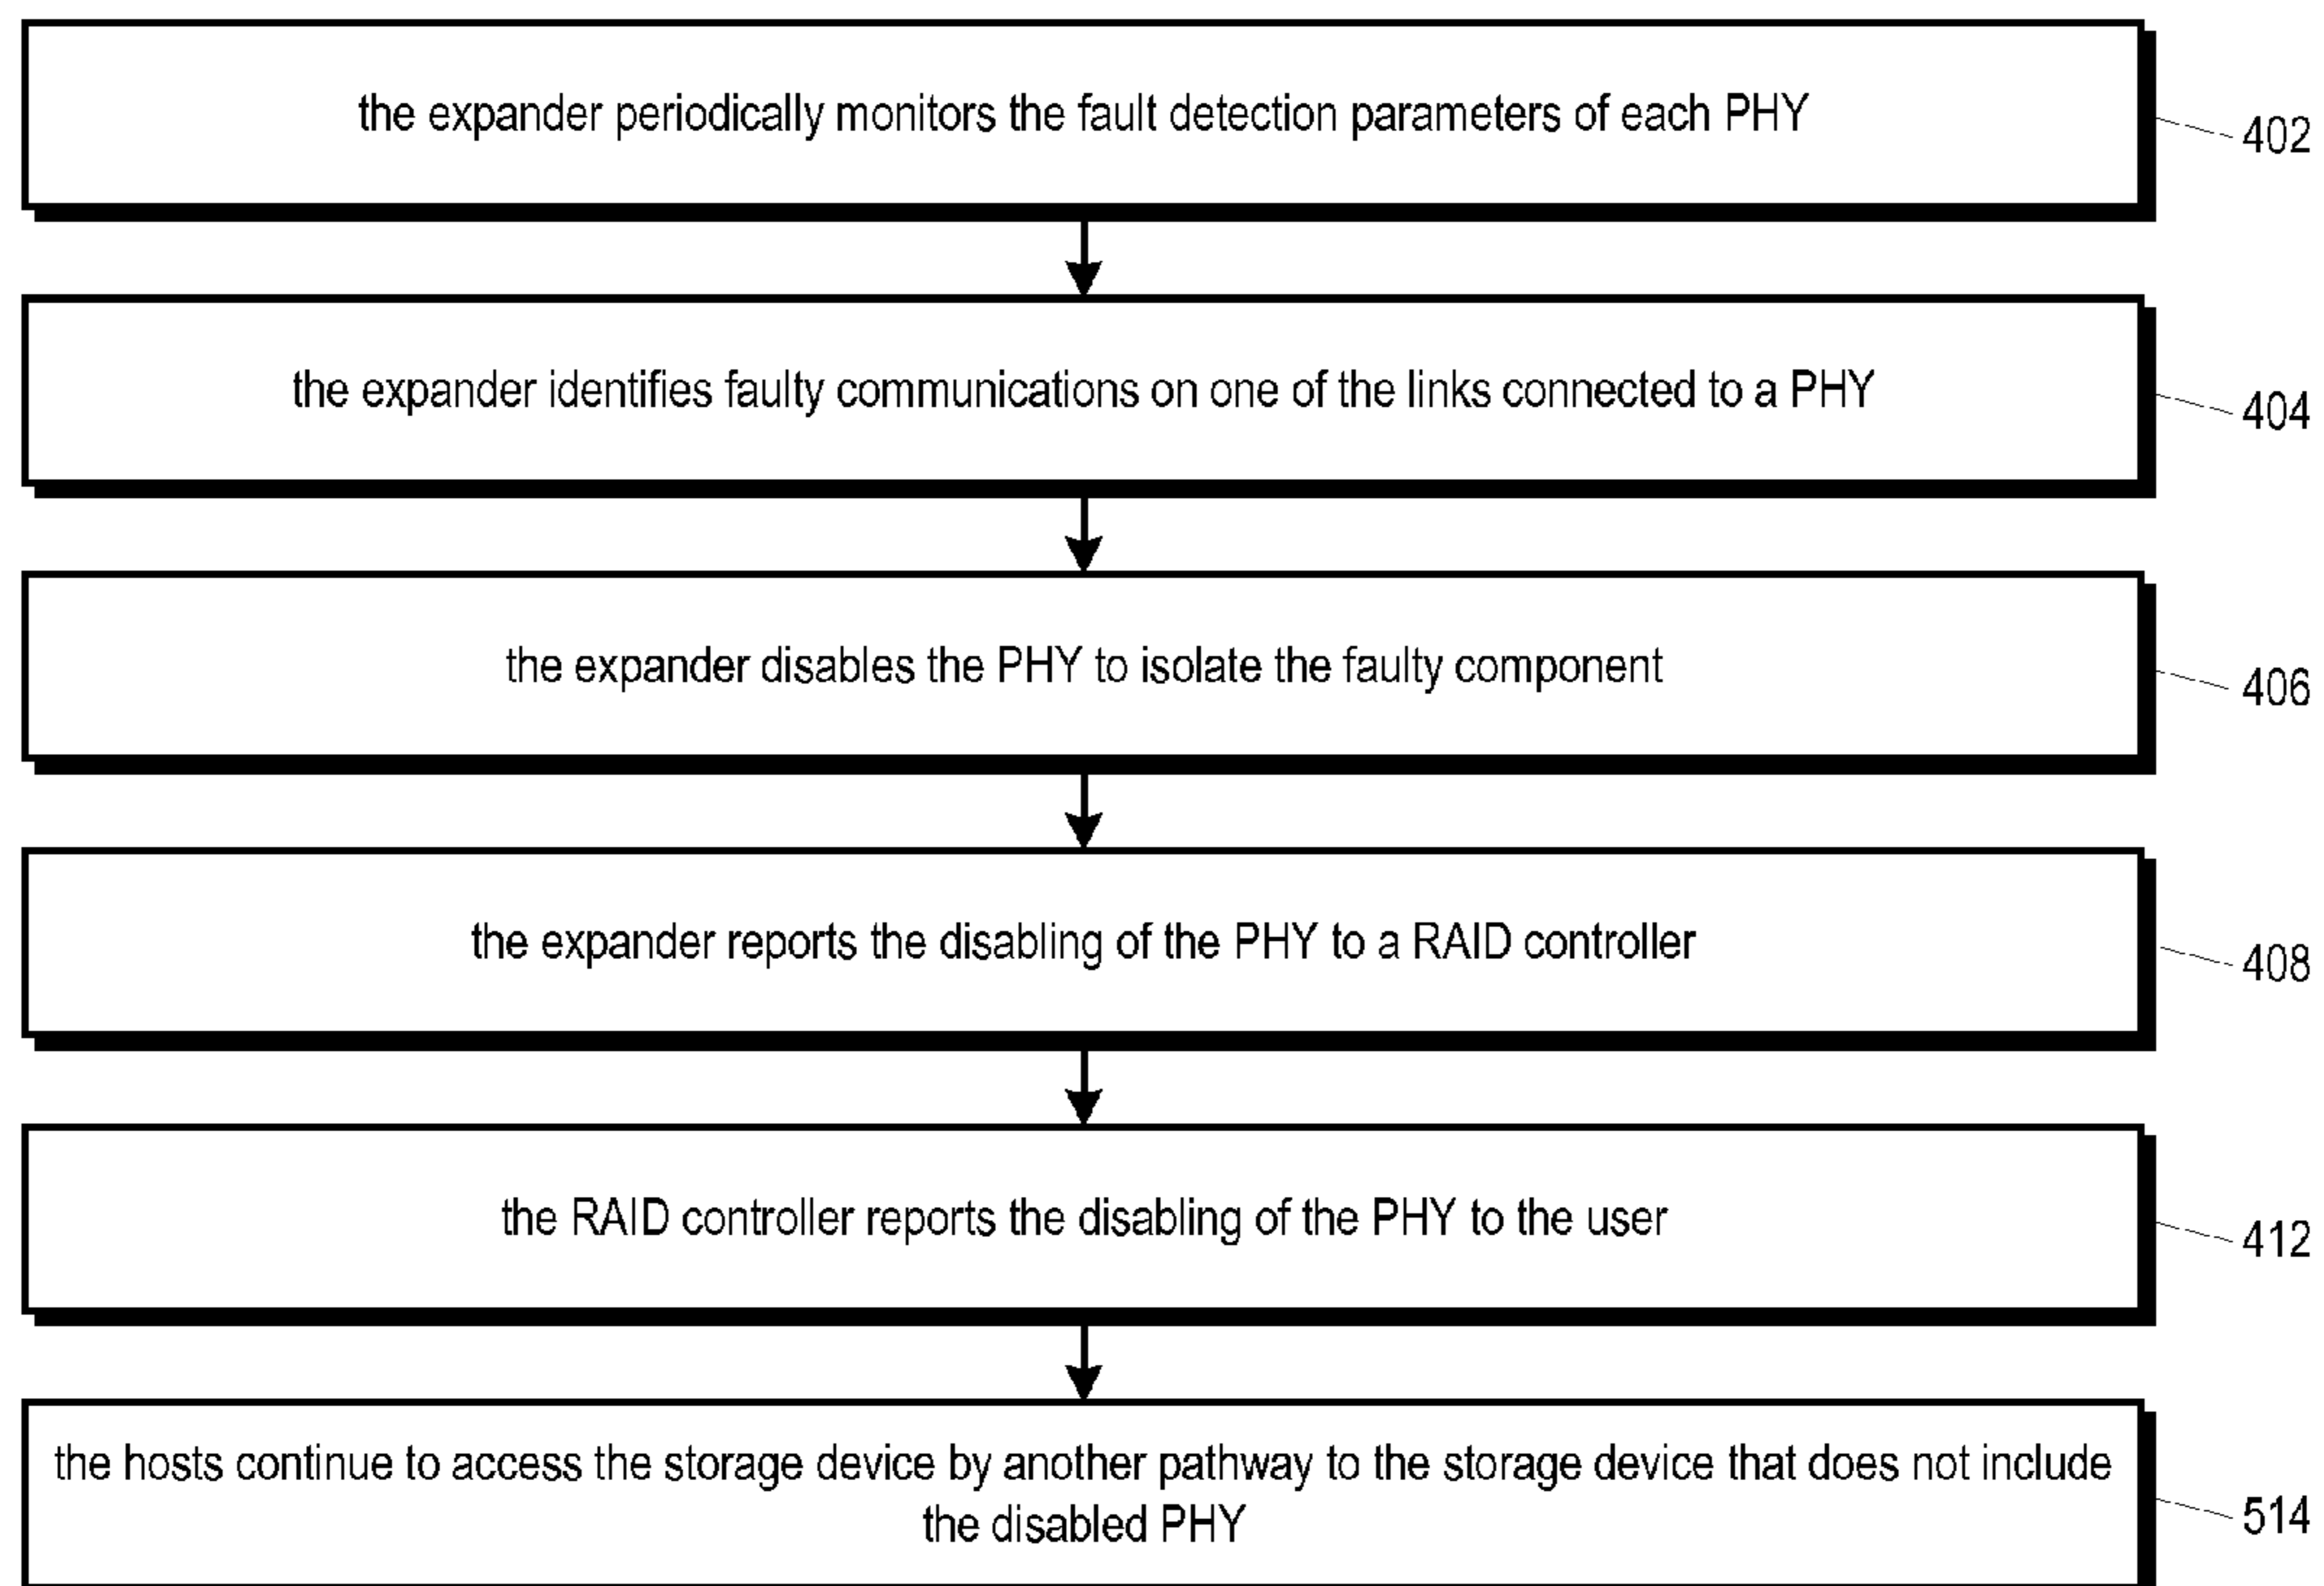 the expander periodically monitors the fault detection parameters of each PHY
402
the expander identifies faulty communications on one of the links connected to a PHY
404
the expander disables the PHY to isolate the faulty component
406
the expander reports the disabling of the PHY to a RAID controller
408
the RAID controller reports the disabling of the PHY to the user
412
the hosts continue to access the storage device by another pathway to the storage device that does not include
the disabled PHY
514